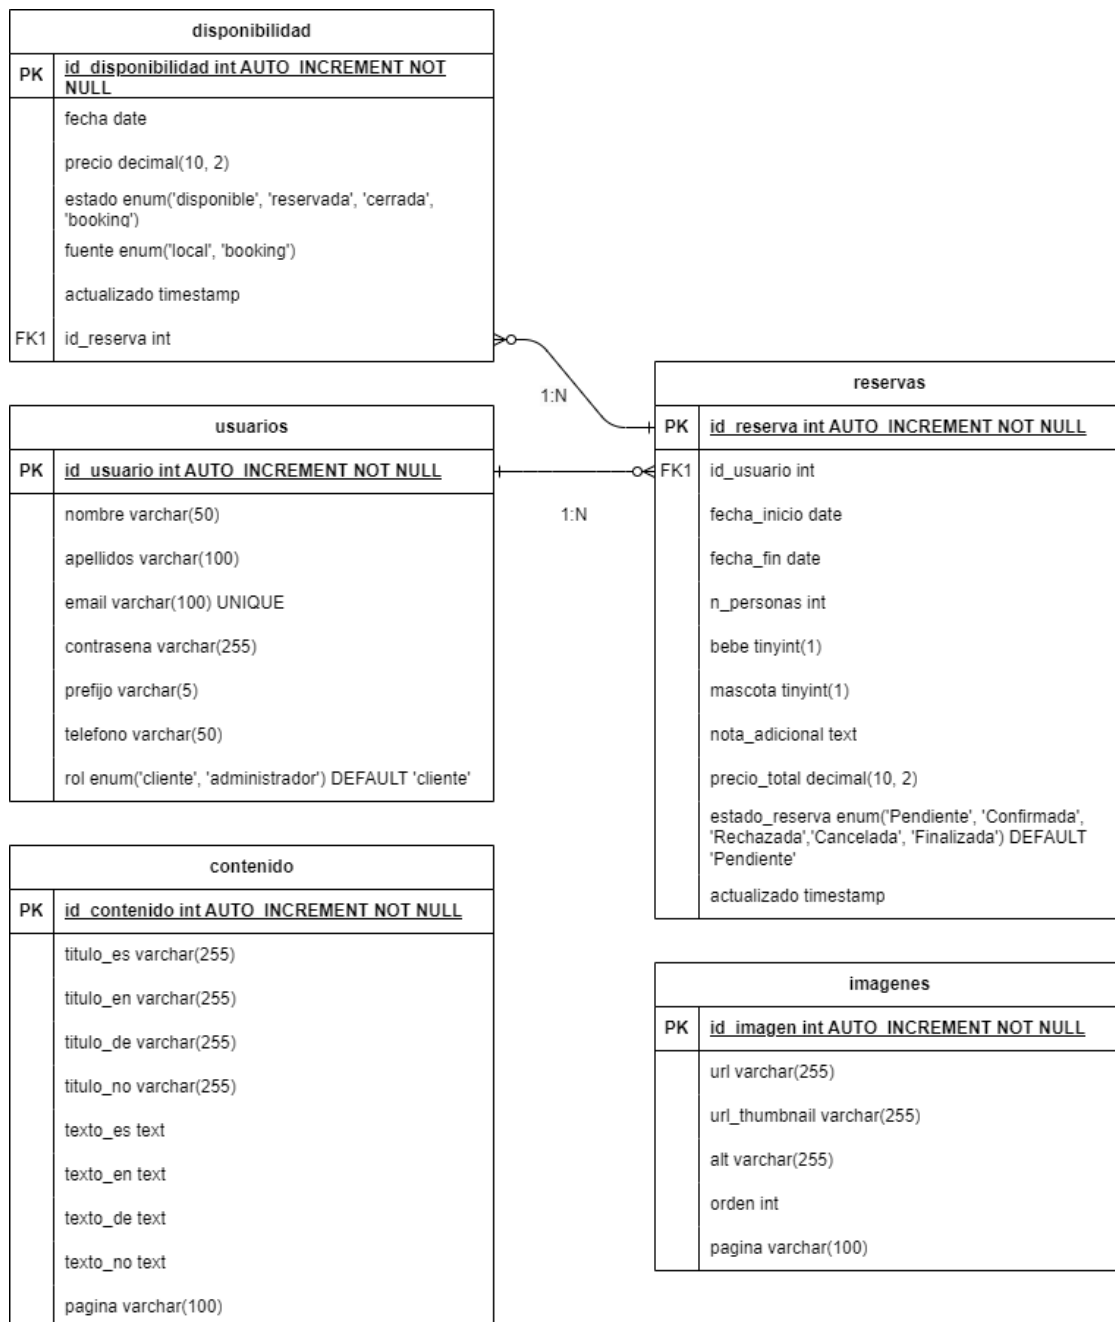 disponibilidad
PK id_disponibilidad int AUTO_INCREMENT NOT
NULL
fecha date
precio decimal(10, 2)
estado enum('disponible', 'reservada', 'cerrada',
'booking')
fuente enum('local', 'booking')
actualizado timestamp
FK1 id_reserva int
1:N
usuarios
PK id_usuario int AUTO_INCREMENT NOT NULL
nombre varchar(50)
apellidos varchar(100)
email varchar(100) UNIQUE
contrasena varchar(255)
prefijo varchar(5)
telefono varchar(50)
rol enum('cliente', 'administrador') DEFAULT 'cliente'
1:N
reservas
PK id_reserva int AUTO_INCREMENT NOT NULL
FK1 id_usuario int
fecha_inicio date
fecha_fin date
n_personas int
bebe tinyint(1)
mascota tinyint(1)
nota_adicional text
precio_total decimal(10, 2)
estado_reserva enum('Pendiente', 'Confirmada',
'Rechazada','Cancelada', 'Finalizada') DEFAULT
'Pendiente'
actualizado timestamp
contenido
PK id_contenido int AUTO_INCREMENT NOT NULL
titulo_es varchar(255)
titulo_en varchar(255)
titulo_de varchar(255)
titulo_no varchar(255)
texto_es text
texto_en text
texto_de text
texto_no text
pagina varchar(100)
imagenes
PK id_imagen int AUTO_INCREMENT NOT NULL
url varchar(255)
url_thumbnail varchar(255)
alt varchar(255)
orden int
pagina varchar(100)